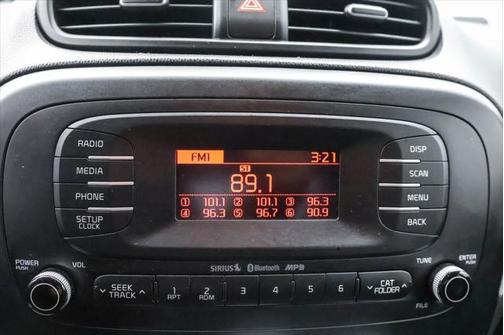 RADIO
MEDIA
PHONE
SETUP
CLOCK
FM1 3:21
ST
89.1
① 101.1 ② 101.1 ③ 96.3
④ 96.3 ⑤ 96.7 ⑥ 90.9
DISP
SCAN
MENU
BACK
POWER
PUSH
VOL
SIRIUS Bluetooth MP3
TUNE
ENTER
PUSH
SEEK
TRACK
1 RPT
2 RDM
3 4 5 6
CAT
FOLDER
FILE